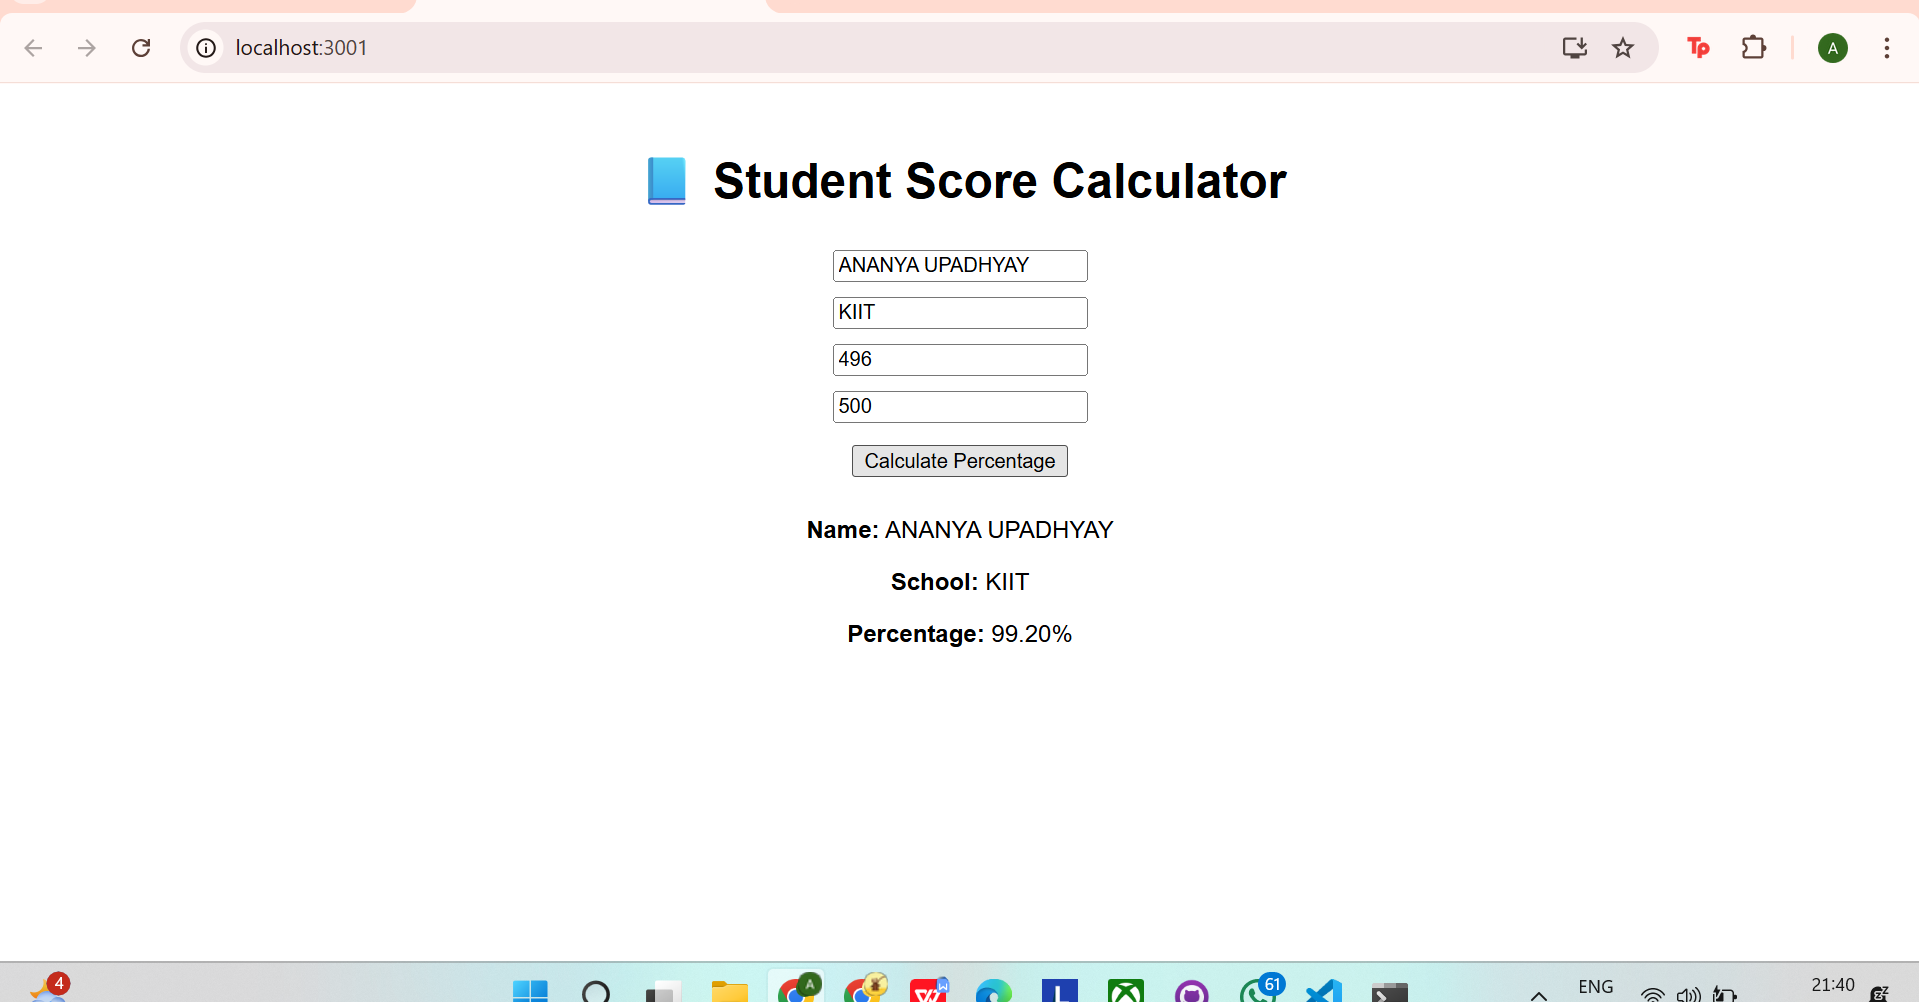 localhost:3001
Tp
A
📘 Student Score Calculator
ANANYA UPADHYAY
KIIT
496
500
Calculate Percentage
Name: ANANYA UPADHYAY
School: KIIT
Percentage: 99.20%
4
A
W
L
61
ENG
21:40